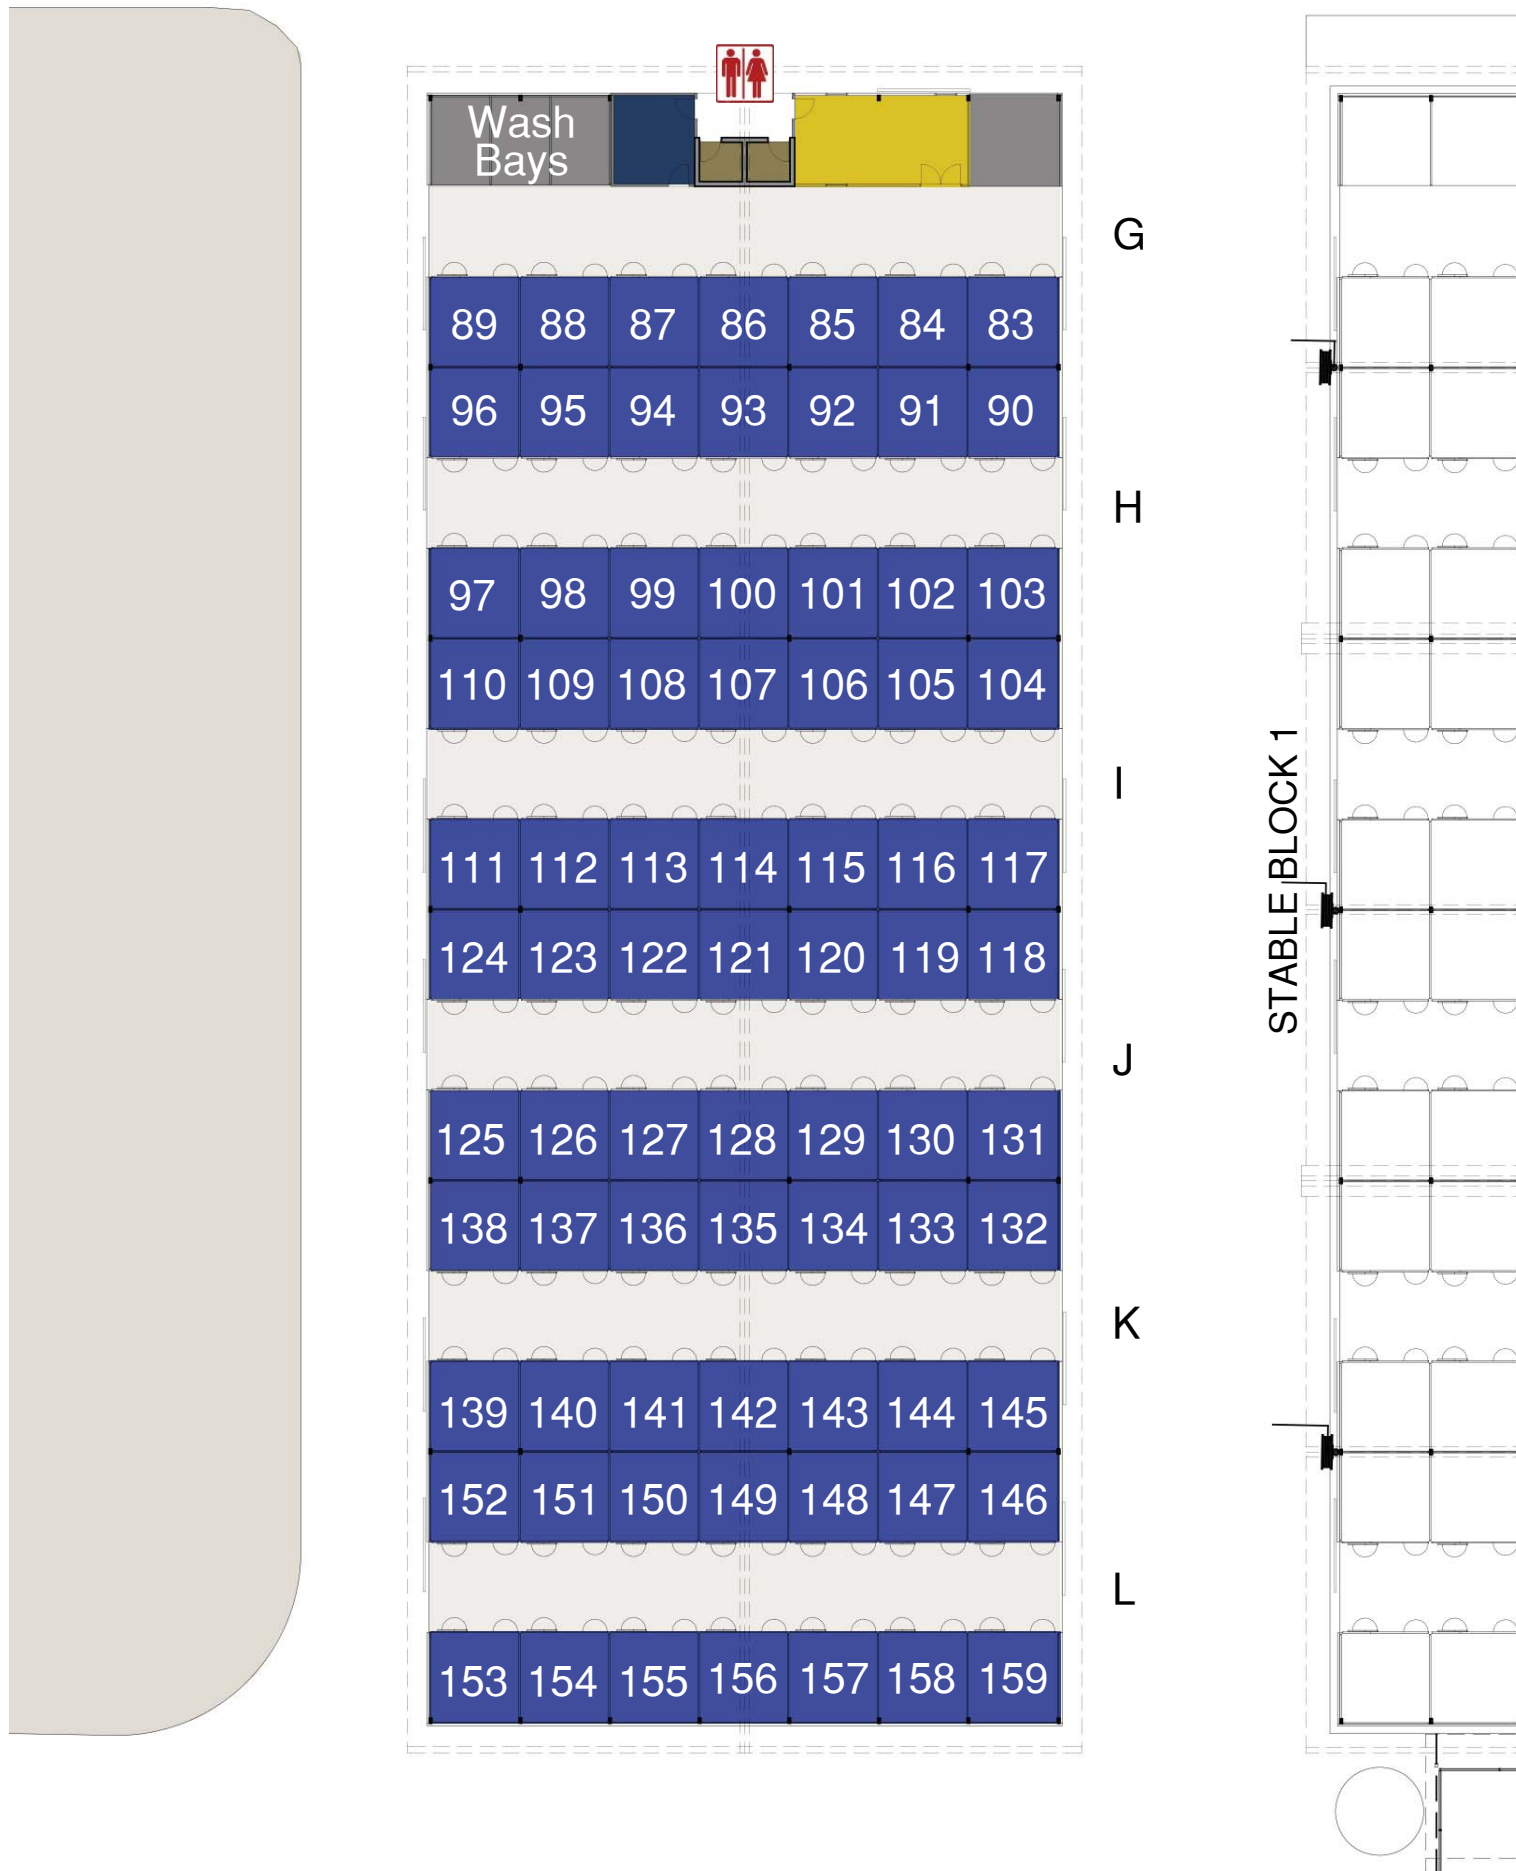 Wash
Bays
G
89 88 87 86 85 84 83
96 95 94 93 92 91 90
H
97 98 99 100 101 102 103
110 109 108 107 106 105 104
I
STABLE BLOCK 1
111 112 113 114 115 116 117
124 123 122 121 120 119 118
J
125 126 127 128 129 130 131
138 137 136 135 134 133 132
K
139 140 141 142 143 144 145
152 151 150 149 148 147 146
L
153 154 155 156 157 158 159